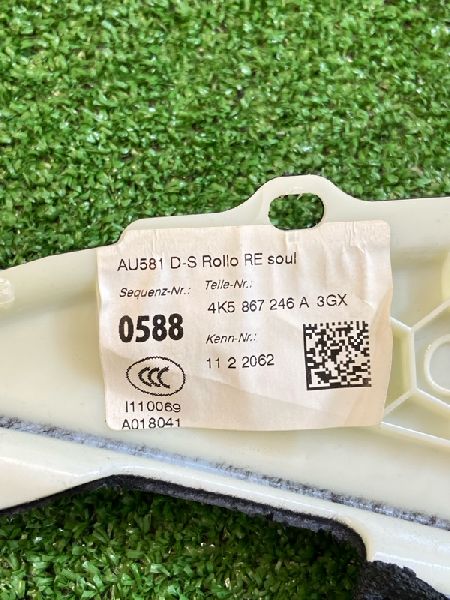 AU581 D-S Rollo RE soul
Sequenz-Nr.: Teile-Nr.:
0588 4K5 867 246 A 3GX
Kenn-Nr.:
11 2 2062
CCC
I110069
A018041